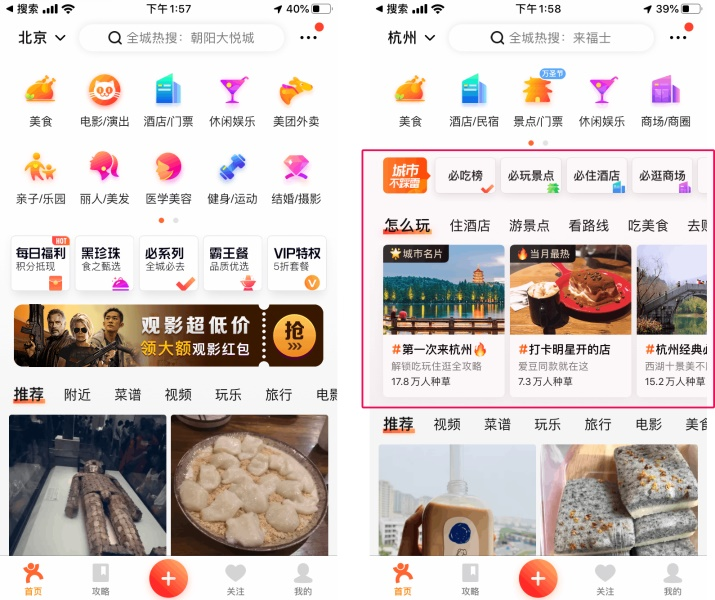 搜索
下午1:57
40%
北京
全城热搜：朝阳大悦城
美食
电影/演出
酒店/门票
休闲娱乐
美团外卖
亲子/乐园
丽人/美发
医学美容
健身/运动
结婚/摄影
每日福利
HOT
积分抵现
黑珍珠
食之甄选
必系列
全城必去
霸王餐
品质优选
VIP特权
5折套餐
观影超低价
领大额观影红包
抢
推荐
附近
菜谱
视频
玩乐
旅行
电影
首页
攻略
关注
我的
搜索
下午1:58
39%
杭州
全城热搜：来福士
万圣节
美食
酒店/民宿
景点/门票
休闲娱乐
商场/商圈
城市
不踩雷
必吃榜
必玩景点
必住酒店
必逛商场
怎么玩
住酒店
游景点
看路线
吃美食
去购
城市名片
#第一次来杭州
解锁吃玩住逛全攻略
17.8万人种草
当月最热
#打卡明星开的店
爱豆同款就在这
7.3万人种草
#杭州经典必
西湖十景美不
15.2万人种草
推荐
视频
菜谱
玩乐
旅行
电影
美食
首页
攻略
关注
我的